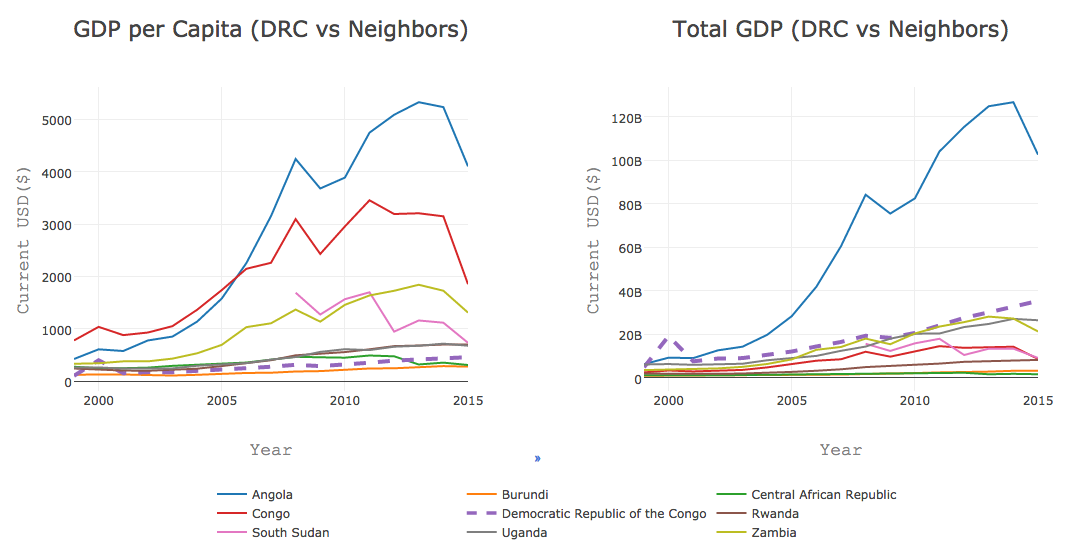 GDP per Capita (DRC vs Neighbors)
Current USD($)
5000
4000
3000
2000
1000
0
2000
2005
2010
2015
Year
Total GDP (DRC vs Neighbors)
Current USD($)
120B
100B
80B
60B
40B
20B
0
2000
2005
2010
2015
Year
»
Angola
Burundi
Central African Republic
Congo
Democratic Republic of the Congo
Rwanda
South Sudan
Uganda
Zambia